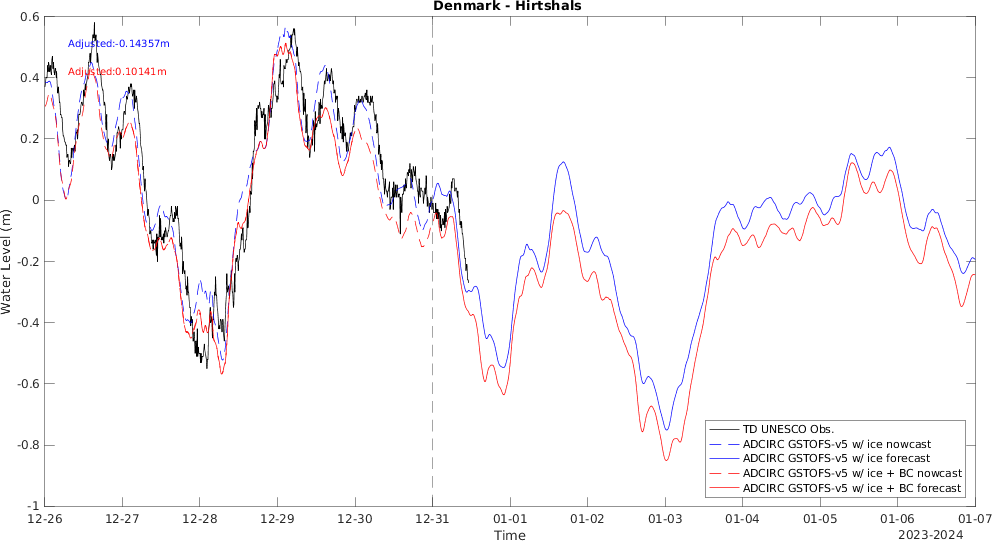 Denmark - Hirtshals
Adjusted:-0.14357m
Adjusted:0.10141m
Water Level (m)
0.6
0.4
0.2
0
-0.2
-0.4
-0.6
-0.8
-1
TD UNESCO Obs.
ADCIRC GSTOFS-v5 w/ ice nowcast
ADCIRC GSTOFS-v5 w/ ice forecast
ADCIRC GSTOFS-v5 w/ ice + BC nowcast
ADCIRC GSTOFS-v5 w/ ice + BC forecast
12-26 12-27 12-28 12-29 12-30 12-31 01-01 01-02 01-03 01-04 01-05 01-06 01-07
Time
2023-2024